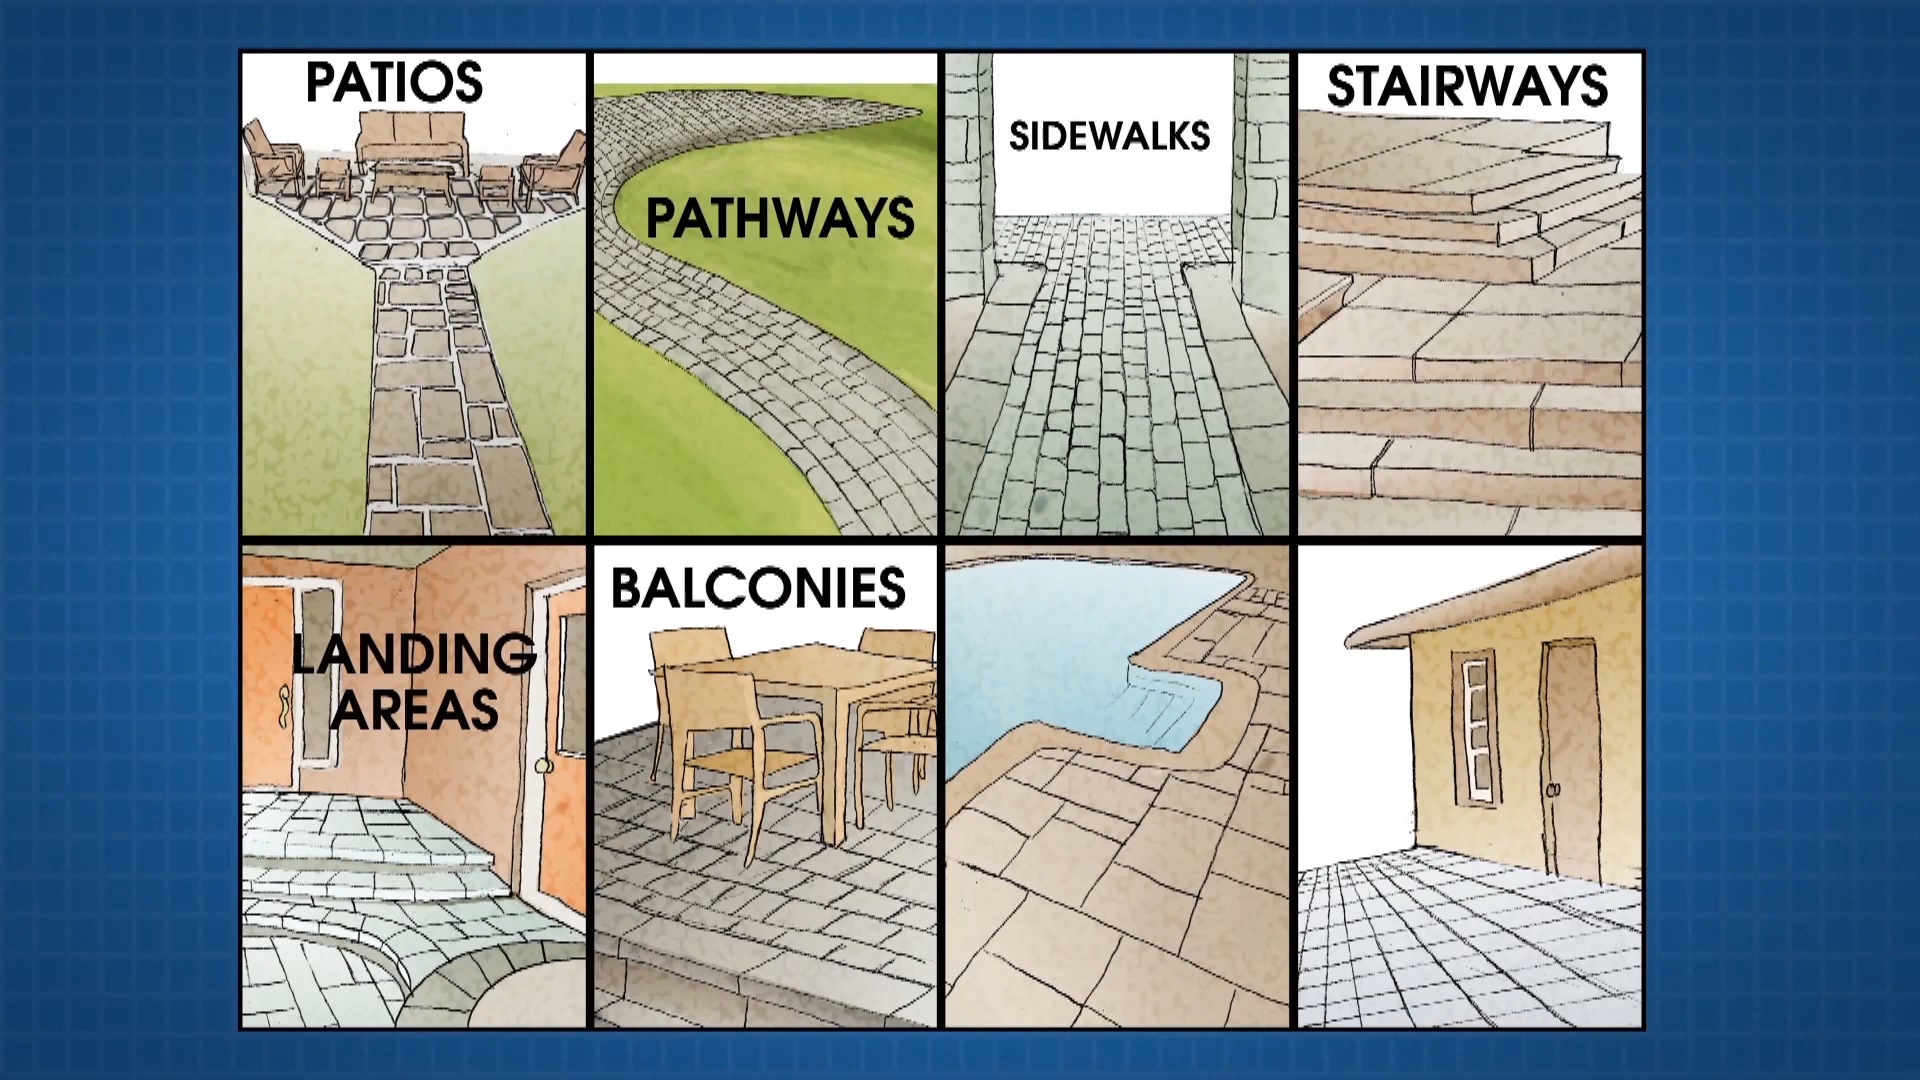 PATIOS
PATHWAYS
SIDEWALKS
STAIRWAYS
LANDING
AREAS
BALCONIES